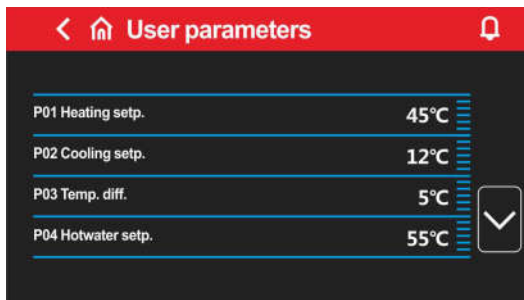 User parameters
P01 Heating setp. 45℃
P02 Cooling setp. 12℃
P03 Temp. diff. 5℃
P04 Hotwater setp. 55℃